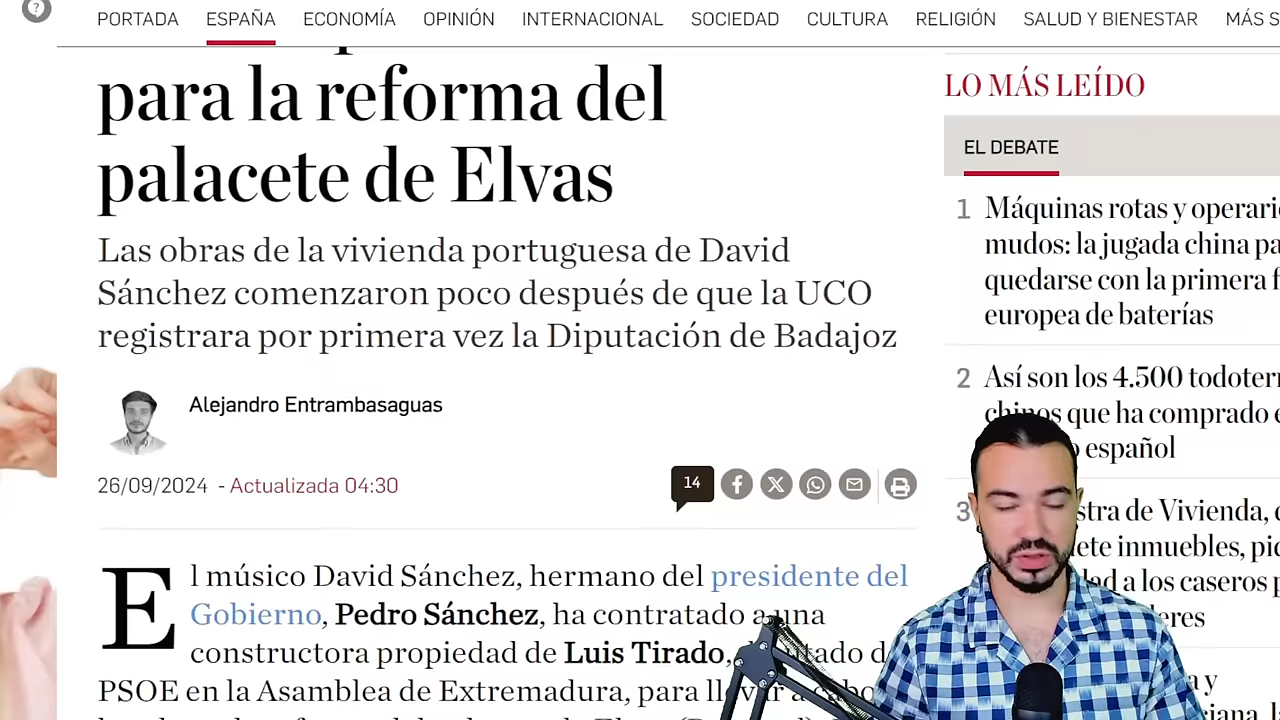 PORTADA ESPAÑA ECONOMÍA OPINIÓN INTERNACIONAL SOCIEDAD CULTURA RELIGIÓN SALUD Y BIENESTAR MÁS S
para la reforma del
palacete de Elvas
Las obras de la vivienda portuguesa de David
Sánchez comenzaron poco después de que la UCO
registrara por primera vez la Diputación de Badajoz
Alejandro Entrambasaguas
26/09/2024 - Actualizada 04:30
14
El músico David Sánchez, hermano del presidente del
Gobierno, Pedro Sánchez, ha contratado a una
constructora propiedad de Luis Tirado,
PSOE en la Asamblea de Extremadura, para
LO MÁS LEÍDO
EL DEBATE
1 Máquinas rotas y operari
mudos: la jugada china pa
quedarse con la primera f
europea de baterías
2 Así son los 4.500 todoterr
chinos que ha comprado e
español
3 stra de Vivienda,
ete inmuebles, pi
dad a los caseros p
eres
a y